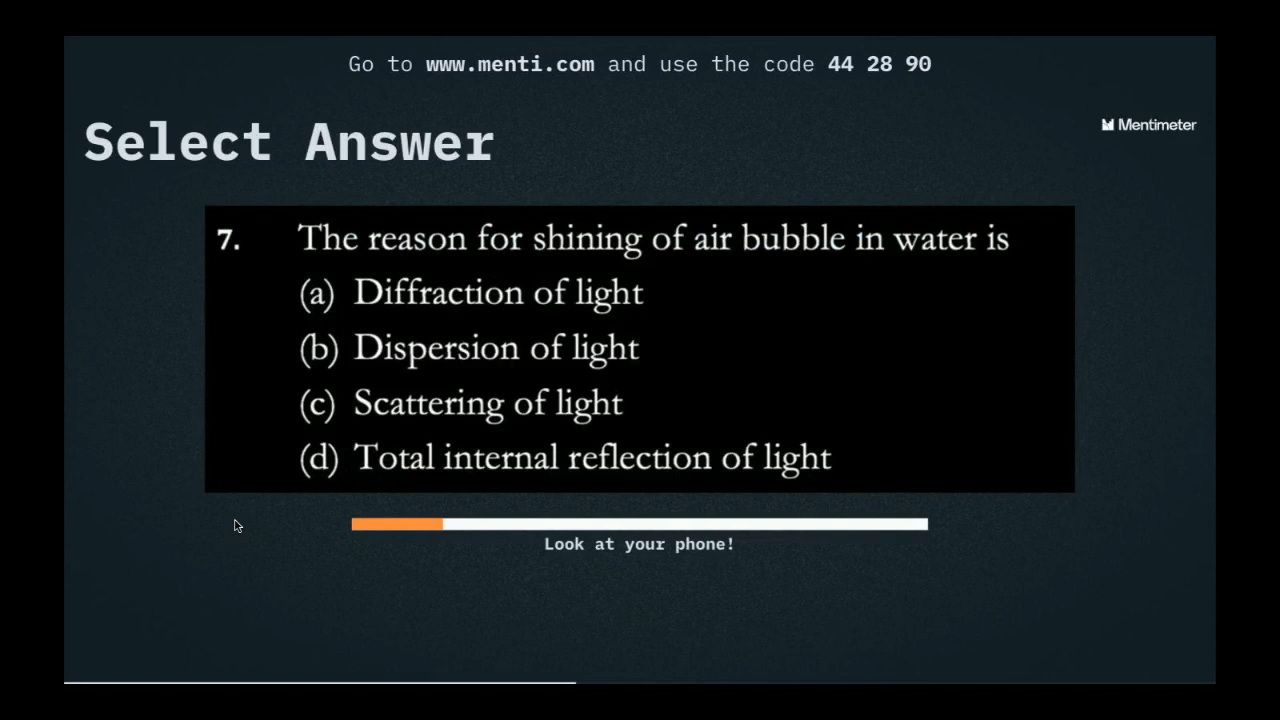 Go to www.menti.com and use the code 44 28 90
Select Answer
Mentimeter
7. The reason for shining of air bubble in water is
(a) Diffraction of light
(b) Dispersion of light
(c) Scattering of light
(d) Total internal reflection of light
Look at your phone!